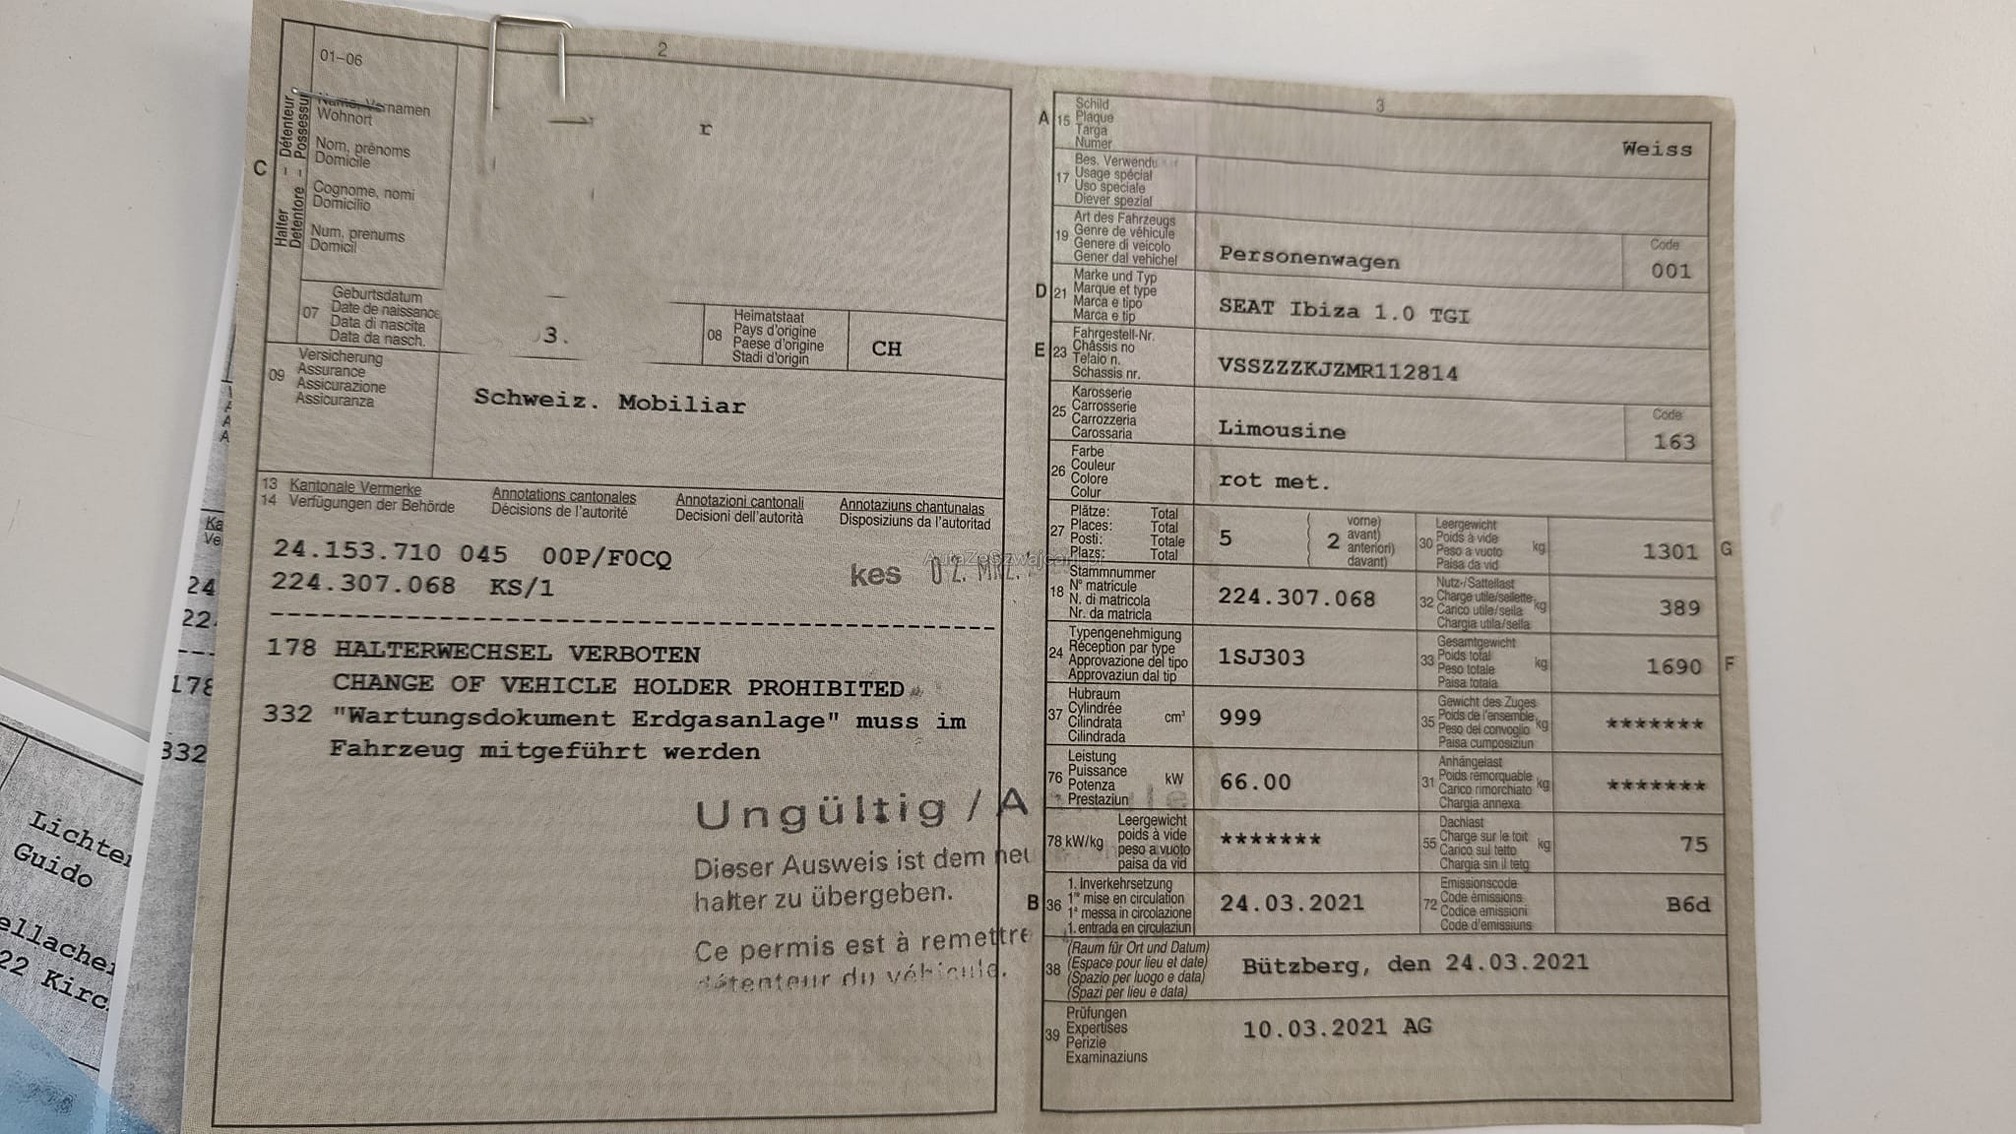 2
01-06
Halter - Détenteur
Detentore - Possessur
C
Vornamen
Wohnort
Nom, prénoms
Domicile
Cognome, nomi
Domicilio
Num, prenums
Domicil
r
07
Geburtsdatum
Date de naissance
Data di nascita
Data da nasch.
3.
08
Heimatstaat
Pays d'origine
Paese d'origine
Stadi d'origin
CH
09
Versicherung
Assurance
Assicurazione
Assicuranza
Schweiz. Mobiliar
13 Kantonale Vermerke Annotations cantonales Annotazioni cantonali Annotaziuns chantunalas
14 Verfügungen der Behörde Décisions de l'autorité Decisioni dell'autorità Disposiziuns da l'autoritad
24.153.710 045 00P/F0CQ
224.307.068 KS/1
kes 02. MRZ.
AutaZeSzwajcarii.pl
178 HALTERWECHSEL VERBOTEN
CHANGE OF VEHICLE HOLDER PROHIBITED
332 "Wartungsdokument Erdgasanlage" muss im
Fahrzeug mitgeführt werden
Ungültig / A
Dieser Ausweis ist dem neu
halter zu übergeben.
Ce permis est à remettre
détenteur du véhicule.
3
A 15
Schild
Plaque
Targa
Numer
Weiss
17
Bes. Verwendu
Usage spécial
Uso speciale
Diever spezial
19
Art des Fahrzeugs
Genre de véhicule
Genere di veicolo
Gener dal vehichel
Personenwagen
Code
001
D 21
Marke und Typ
Marque et type
Marca e tipo
Marca e tip
SEAT Ibiza 1.0 TGI
E 23
Fahrgestell-Nr.
Châssis no
Telaio n.
Schassis nr.
VSSZZZKJZMR112814
25
Karosserie
Carrosserie
Carrozzeria
Carossaria
Limousine
Code
163
26
Farbe
Couleur
Colore
Colur
rot met.
27
Plätze: Total
Places: Total
Posti: Totale
Plazs: Total
5
2
vorne)
avant)
anteriori)
davant)
30
Leergewicht
Poids à vide
Peso a vuoto
Paisa da vid
kg
1301 G
18
Stammnummer
N° matricule
N. di matricola
Nr. da matricla
224.307.068
32
Nutz-/Sattellast
Charge utile/sellette
Carico utile/sella
Chargia utila/sella
kg
389
24
Typengenehmigung
Réception par type
Approvazione del tipo
Approvaziun dal tip
1SJ303
33
Gesamtgewicht
Poids total
Peso totale
Paisa totala
kg
1690 F
37
Hubraum
Cylindrée
Cilindrata
Cilindrada
cm³
999
35
Gewicht des Zuges
Poids de l'ensemble
Peso del convoglio
Paisa cumposiziun
kg
*******
76
Leistung
Puissance
Potenza
Prestaziun
kW
66.00
31
Anhängelast
Poids remorquable
Carico rimorchiato
Chargia annexa
kg
*******
78 kW/kg
Leergewicht
poids à vide
peso a vuoto
paisa da vid
*******
55
Dachlast
Charge sur le toit
Carico sul tetto
Chargia sin il tetg
kg
75
B 36
1. Inverkehrsetzung
1re mise en circulation
1a messa in circolazione
1. entrada en circulaziun
24.03.2021
72
Emissionscode
Code émissions
Codice emissioni
Code d'emissiuns
B6d
38
(Raum für Ort und Datum)
(Espace pour lieu et date)
(Spazio per luogo e data)
(Spazi per lieu e data)
Bützberg, den 24.03.2021
39
Prüfungen
Expertises
Perizie
Examinaziuns
10.03.2021 AG
Ka
Ve
24
22
178
332
Lichte
Guido
ellache
22 Kirc